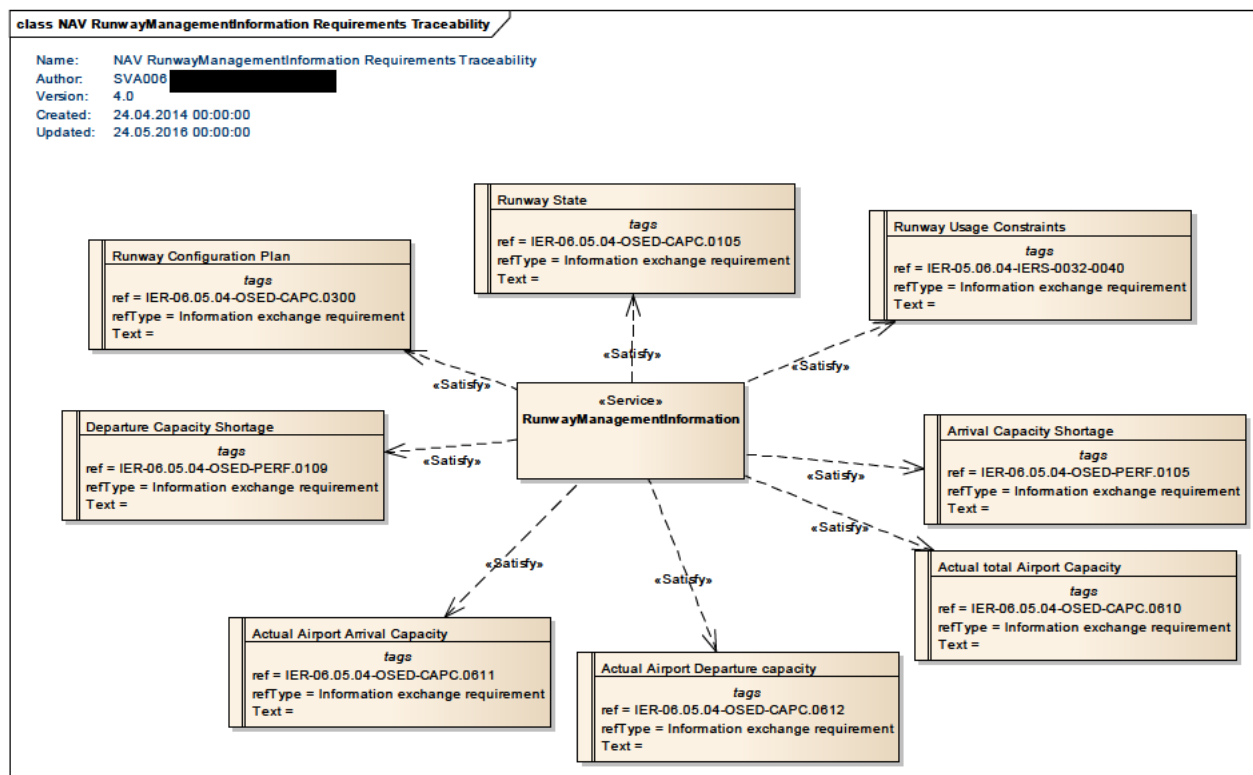 class NAV RunwayManagementInformation Requirements Traceability
Name: NAV RunwayManagementInformation Requirements Traceability
Author: SVA006
Version: 4.0
Created: 24.04.2014 00:00:00
Updated: 24.05.2016 00:00:00
Runway State
tags
ref = IER-06.05.04-OSED-CAPC.0105
refType = Information exchange requirement
Text =
Runway Usage Constraints
tags
ref = IER-05.06.04-IERS-0032-0040
refType = Information exchange requirement
Text =
Runway Configuration Plan
tags
ref = IER-06.05.04-OSED-CAPC.0300
refType = Information exchange requirement
Text =
«Satisfy»
«Satisfy»
«Satisfy»
«Service»
RunwayManagementInformation
Departure Capacity Shortage
tags
ref = IER-06.05.04-OSED-PERF.0109
refType = Information exchange requirement
Text =
«Satisfy»
Arrival Capacity Shortage
tags
ref = IER-06.05.04-OSED-PERF.0105
refType = Information exchange requirement
Text =
«Satisfy»
«Satisfy»
«Satisfy»
«Satisfy»
Actual total Airport Capacity
tags
ref = IER-06.05.04-OSED-CAPC.0610
refType = Information exchange requirement
Text =
Actual Airport Arrival Capacity
tags
ref = IER-06.05.04-OSED-CAPC.0611
refType = Information exchange requirement
Text =
Actual Airport Departure capacity
tags
ref = IER-06.05.04-OSED-CAPC.0612
refType = Information exchange requirement
Text =